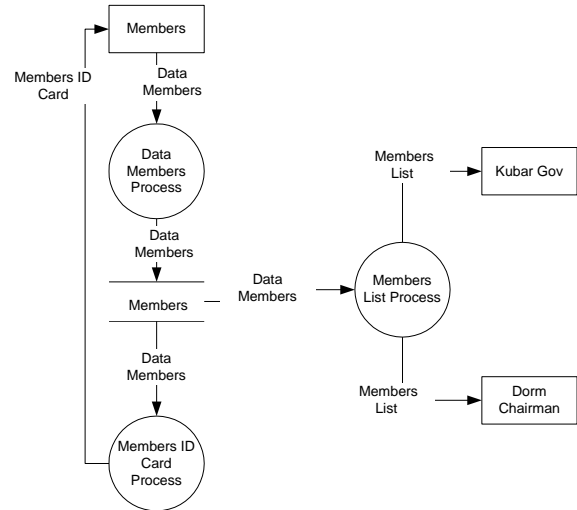 Members
Members ID
Card
Data
Members
Data
Members
Process
Members
List
Kubar Gov
Data
Members
Members
Data
Members
Members
List Process
Data
Members
Members
List
Dorm
Chairman
Members ID
Card
Process